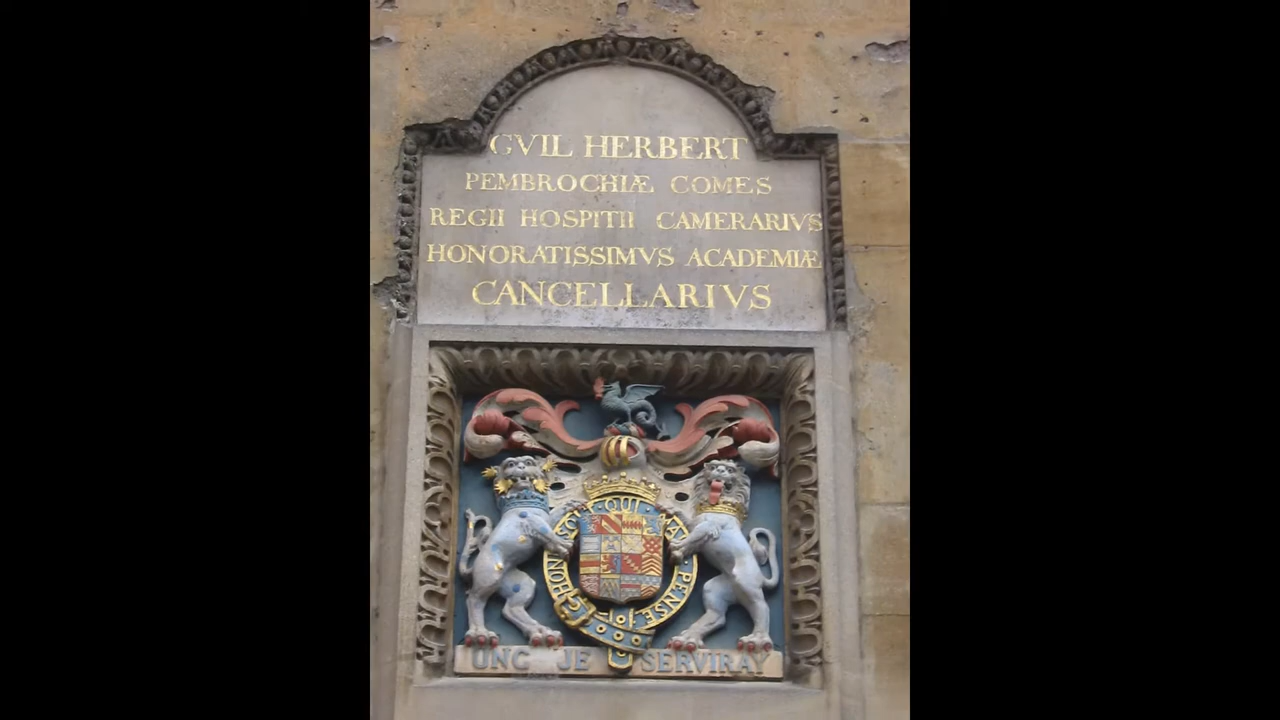 GVIL HERBERT
PEMBROCHIÆ COMES
REGII HOSPITII CAMERARIVS
HONORATISSIMVS ACADEMIÆ
CANCELLARIVS
HONI SOIT QUI MAL PENSE
UNG JE SERVIRAY